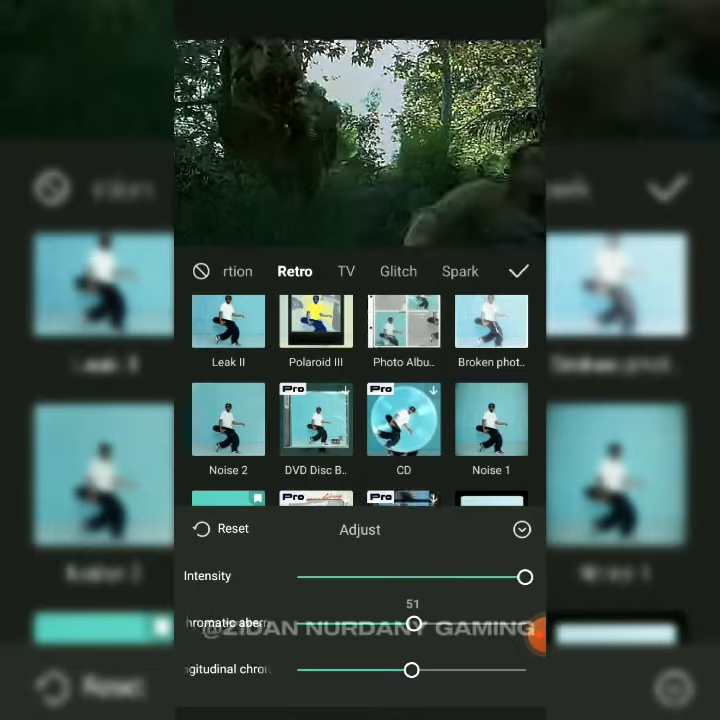 rtion Retro TV Glitch Spark
Leak II Polaroid III Photo Albu.. Broken phot..
Pro Pro
Noise 2 DVD Disc B.. CD Noise 1
Pro Pro
Reset Adjust
Intensity
51
hromatic aberr
@ZIDAN NURDANY GAMING
gitudinal chro